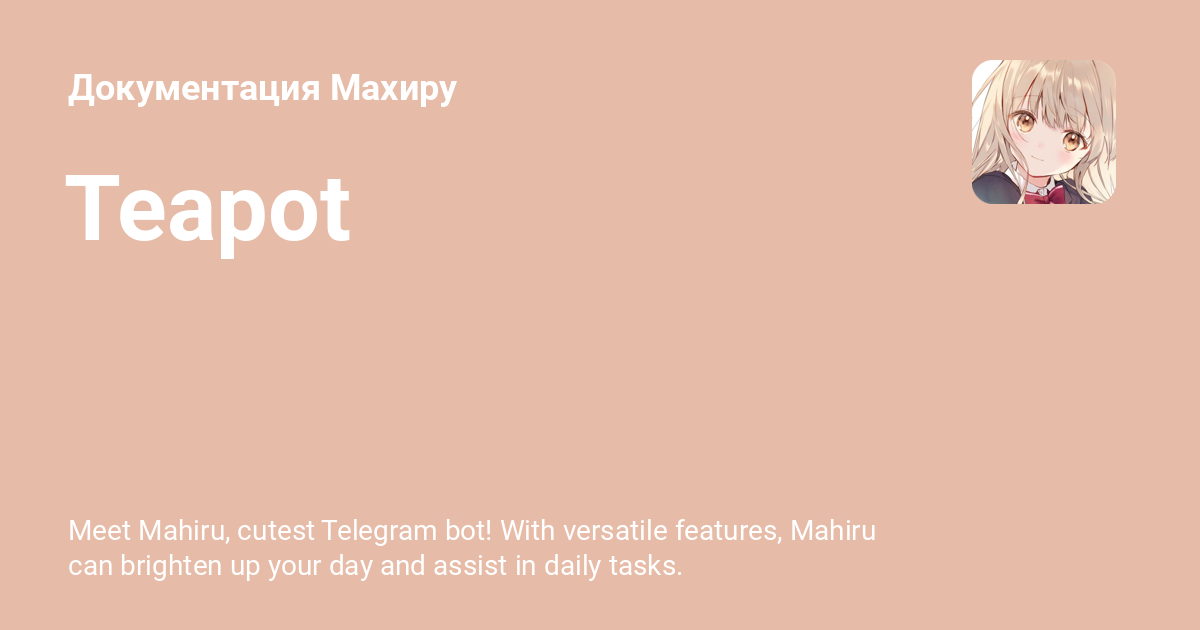 Документация Махиру
Teapot
Meet Mahiru, cutest Telegram bot! With versatile features, Mahiru
can brighten up your day and assist in daily tasks.